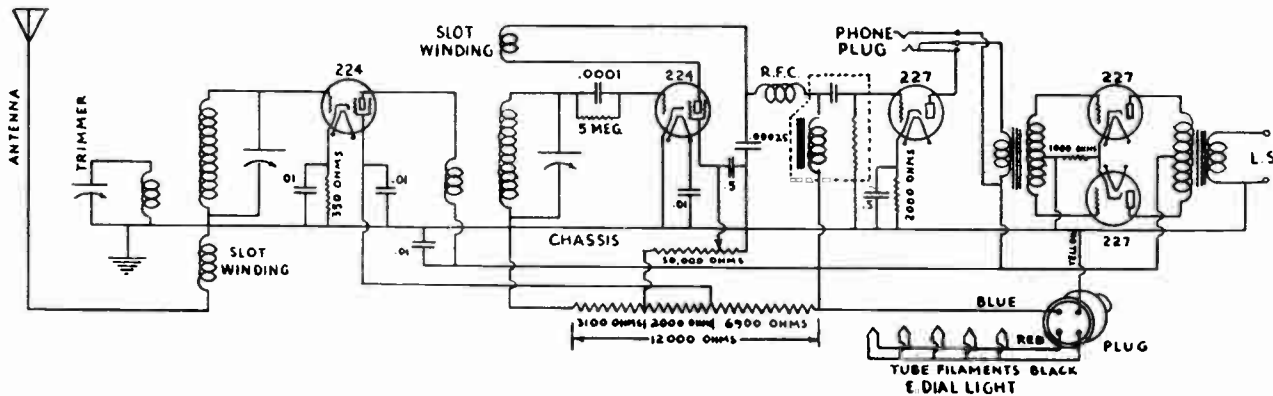 ANTENNA
TRIMMER
SLOT
WINDING
224
.01
350 OHMS
.01
.01
SLOT
WINDING
.0001
5 MEG.
224
.01
.5
.00025
R.F.C.
CHASSIS
50,000 OHMS
3100 OHMS
2000 OHMS
6900 OHMS
12000 OHMS
PHONE
PLUG
227
.5
2000 OHMS
227
1000 OHMS
227
L.S.
YELLOW
BLUE
RED
PLUG
TUBE FILAMENTS BLACK
& DIAL LIGHT